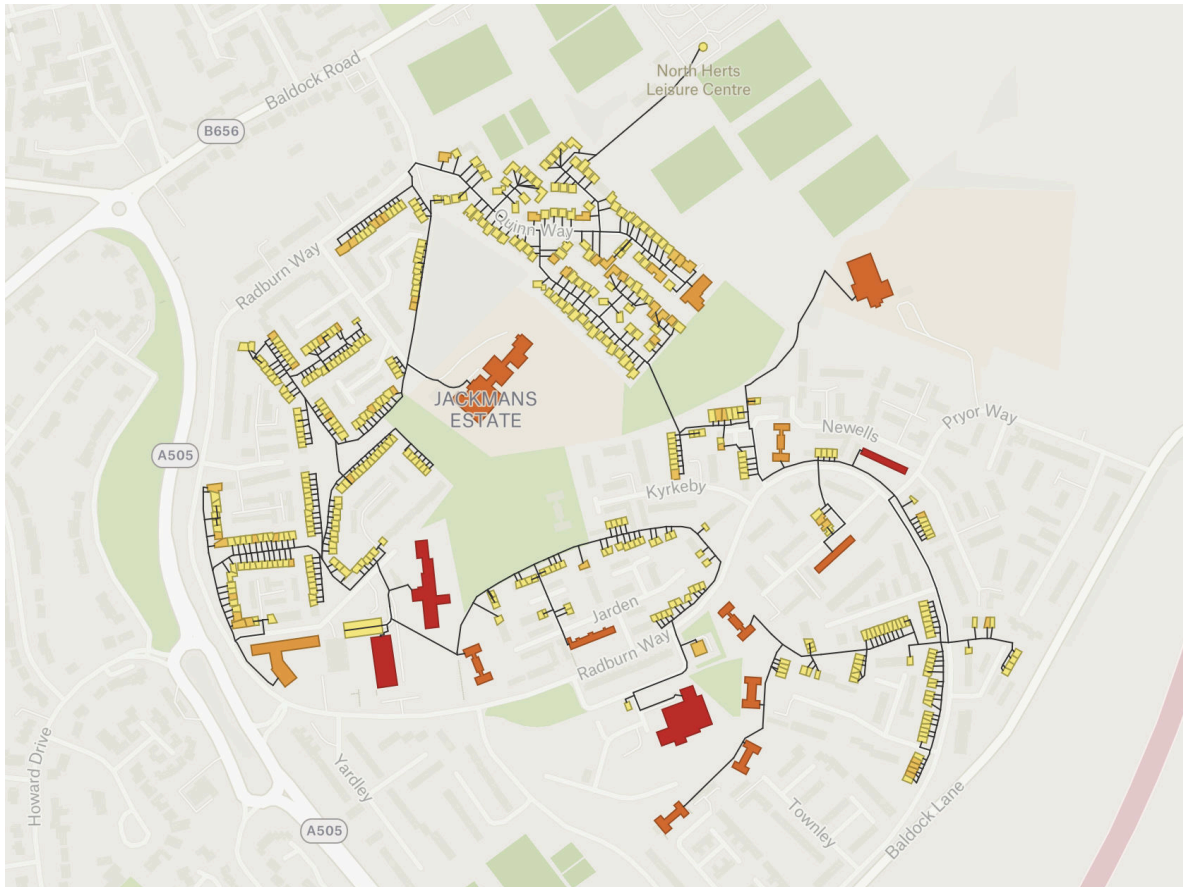 North Herts
Leisure Centre
Baldock Road
B656
Quinn Way
Radburn Way
JACKMANS
ESTATE
Pryor Way
Newells
A505
Kyrkeby
Jarden
Radburn Way
Howard Drive
Yardley
Townley
Baldock Lane
A505